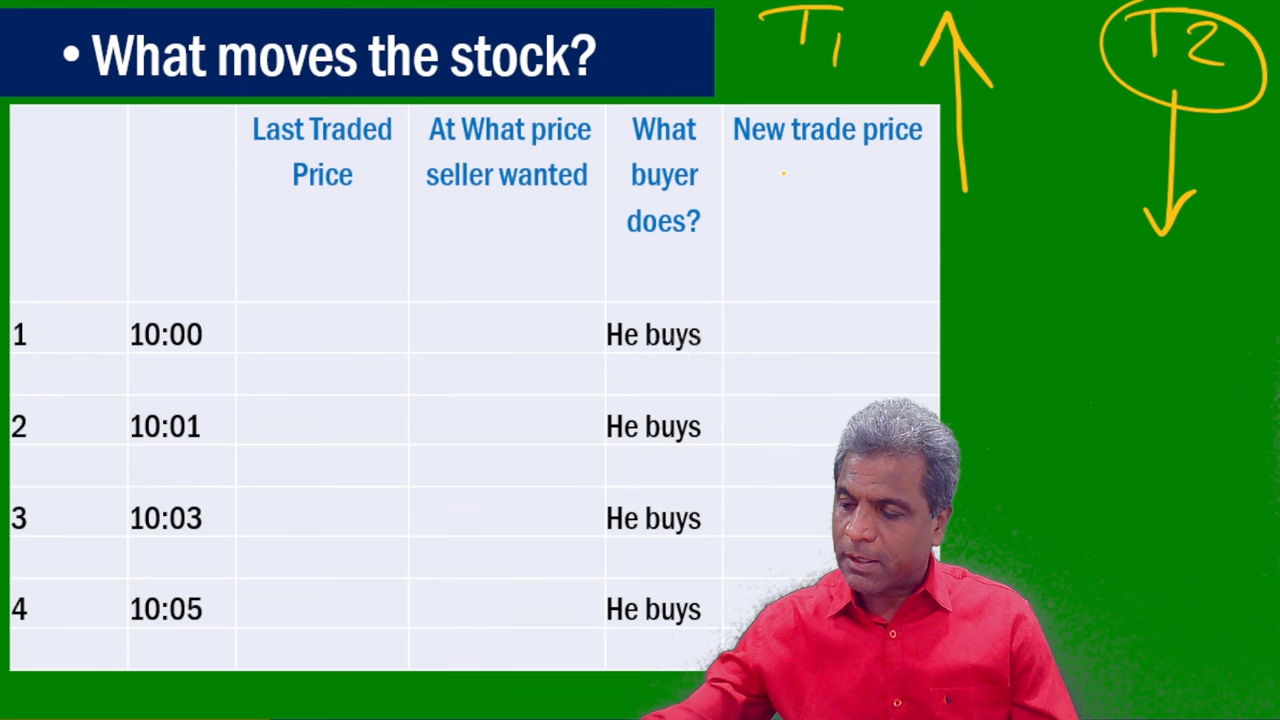 • What moves the stock?
T1
T2
Last Traded Price
At What price seller wanted
What buyer does?
New trade price
1 10:00 He buys
2 10:01 He buys
3 10:03 He buys
4 10:05 He buys